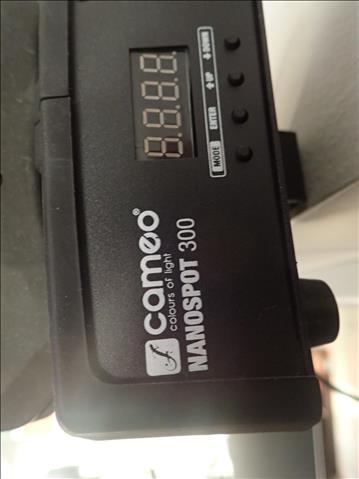 8.8.8.8.
MODE ENTER UP DOWN
cameo®
colours of light
NANOSPOT 300